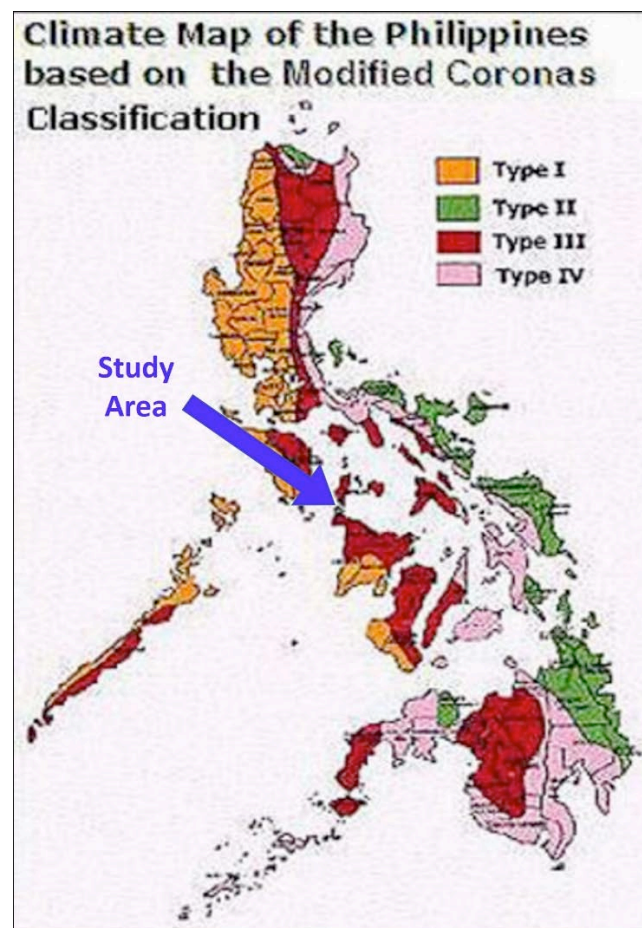 Climate Map of the Philippines
based on the Modified Coronas
Classification
Type I
Type II
Type III
Type IV
Study
Area